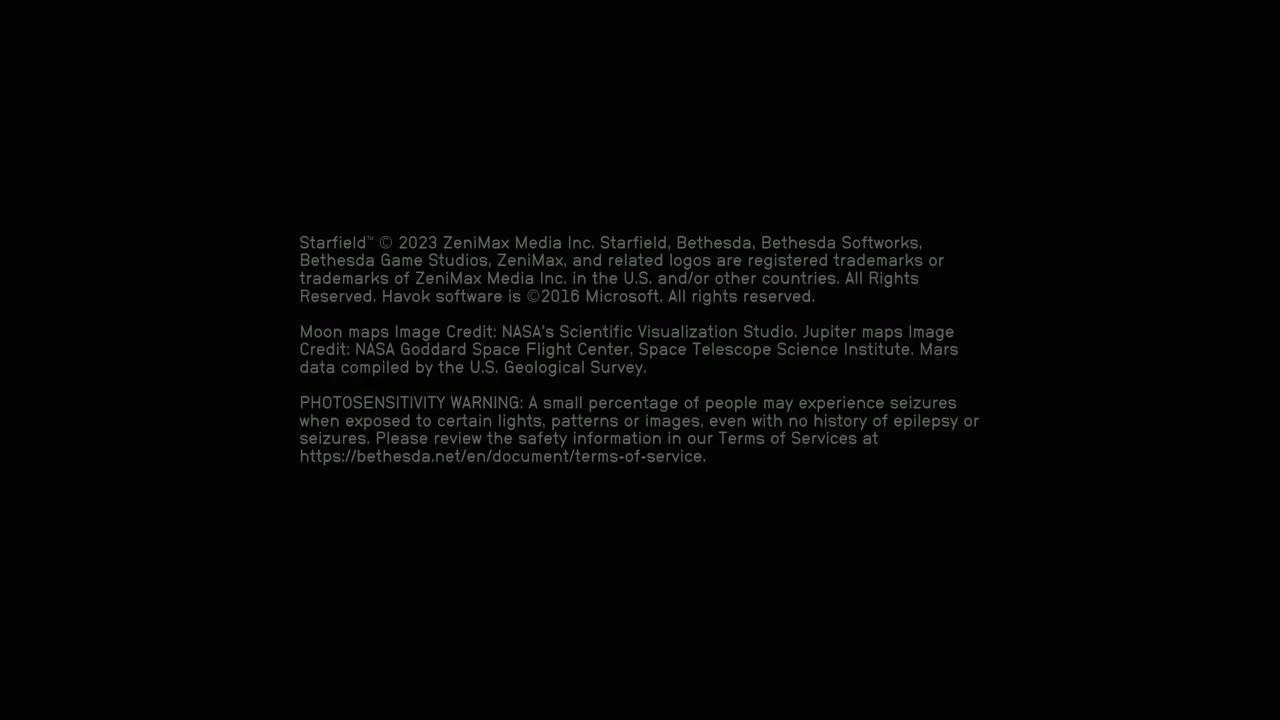 Starfield™ © 2023 ZeniMax Media Inc. Starfield, Bethesda, Bethesda Softworks,
Bethesda Game Studios, ZeniMax, and related logos are registered trademarks or
trademarks of ZeniMax Media Inc. in the U.S. and/or other countries. All Rights
Reserved. Havok software is ©2016 Microsoft. All rights reserved.
Moon maps Image Credit: NASA's Scientific Visualization Studio. Jupiter maps Image
Credit: NASA Goddard Space Flight Center, Space Telescope Science Institute. Mars
data compiled by the U.S. Geological Survey.
PHOTOSENSITIVITY WARNING: A small percentage of people may experience seizures
when exposed to certain lights, patterns or images, even with no history of epilepsy or
seizures. Please review the safety information in our Terms of Services at
https://bethesda.net/en/document/terms-of-service.